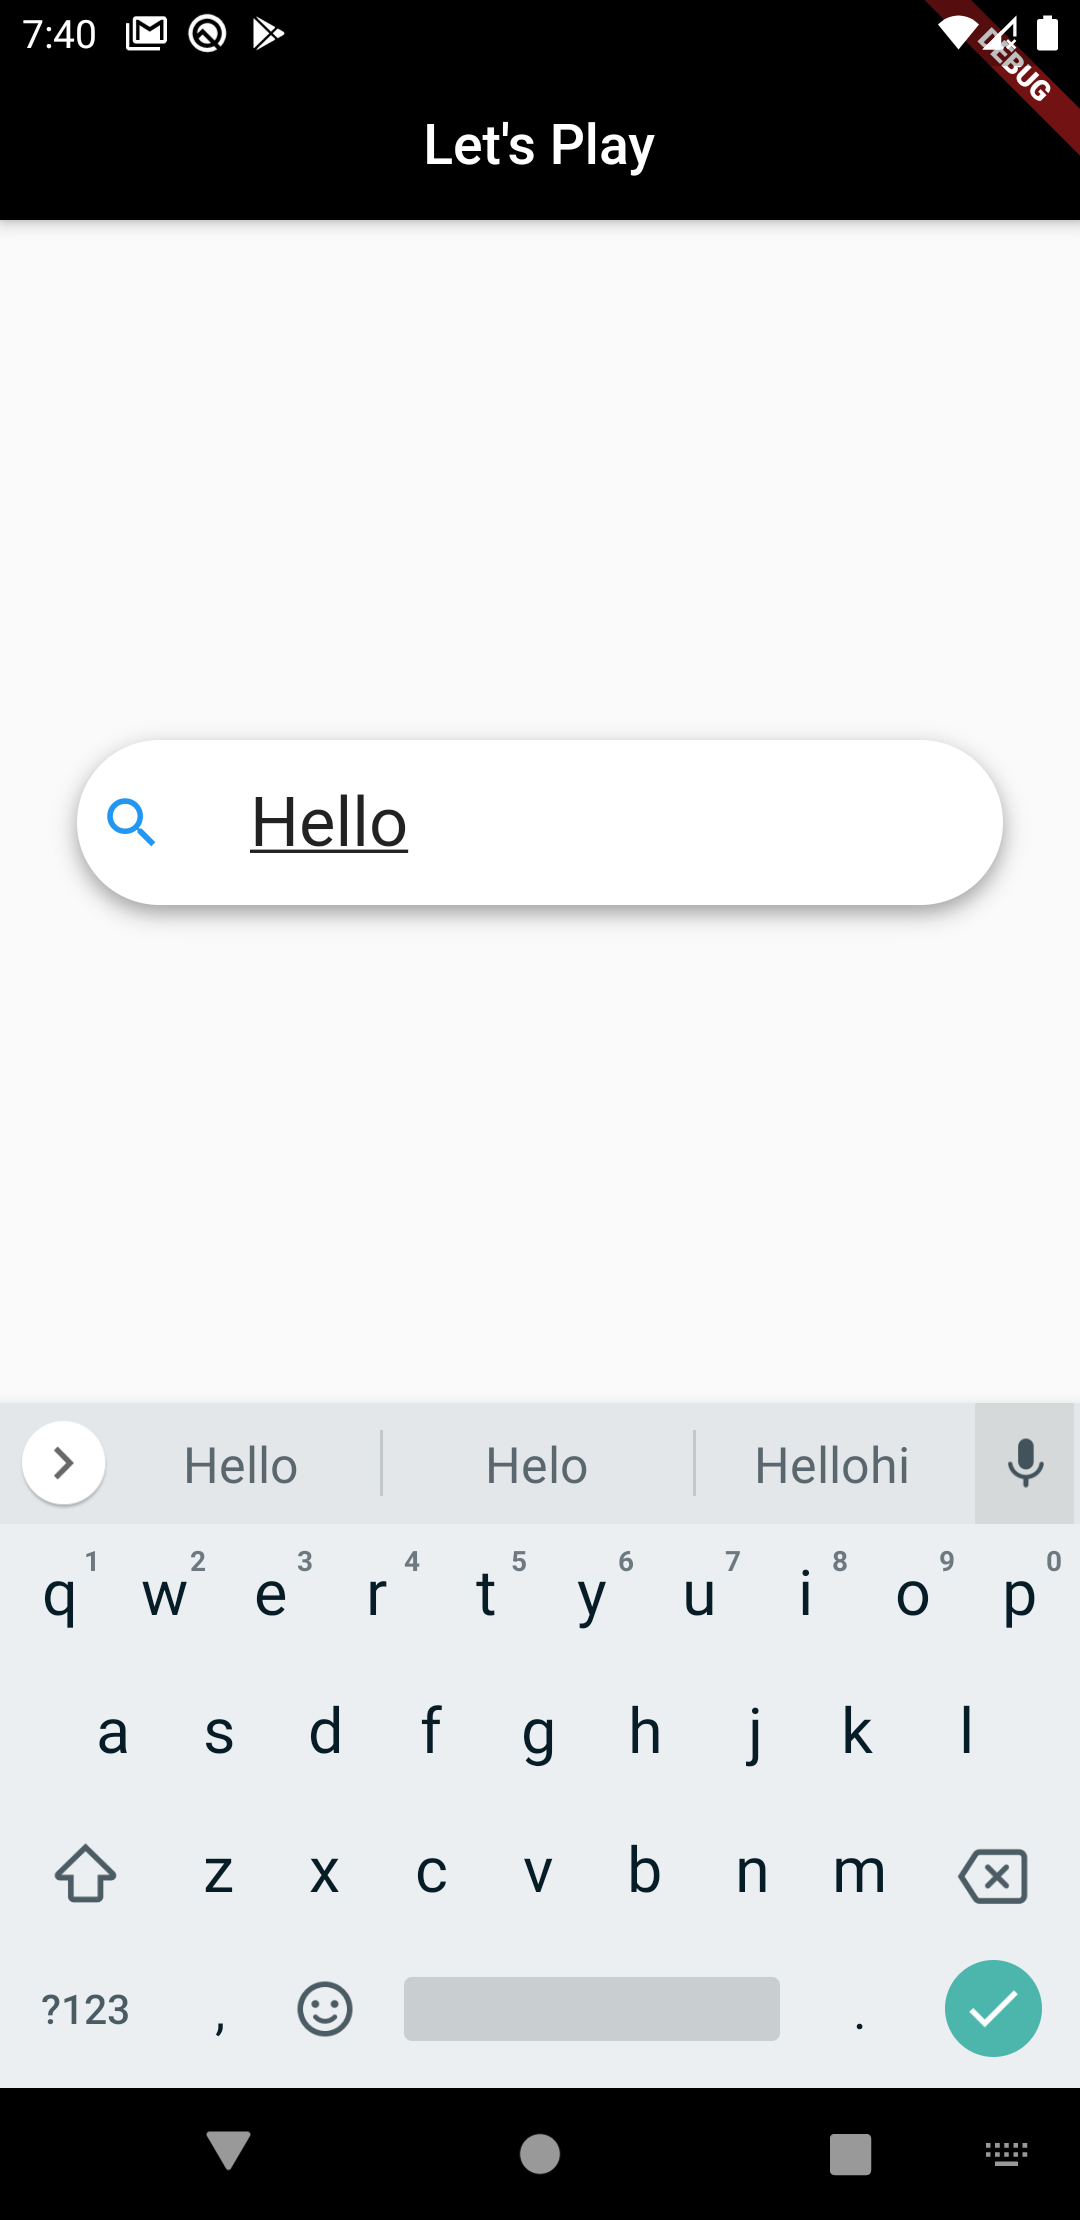 7:40
DEBUG
Let's Play
Hello
Hello Helo Hellohi
q 1 w 2 e 3 r 4 t 5 y 6 u 7 i 8 o 9 p 0
a s d f g h j k l
z x c v b n m
?123 , .